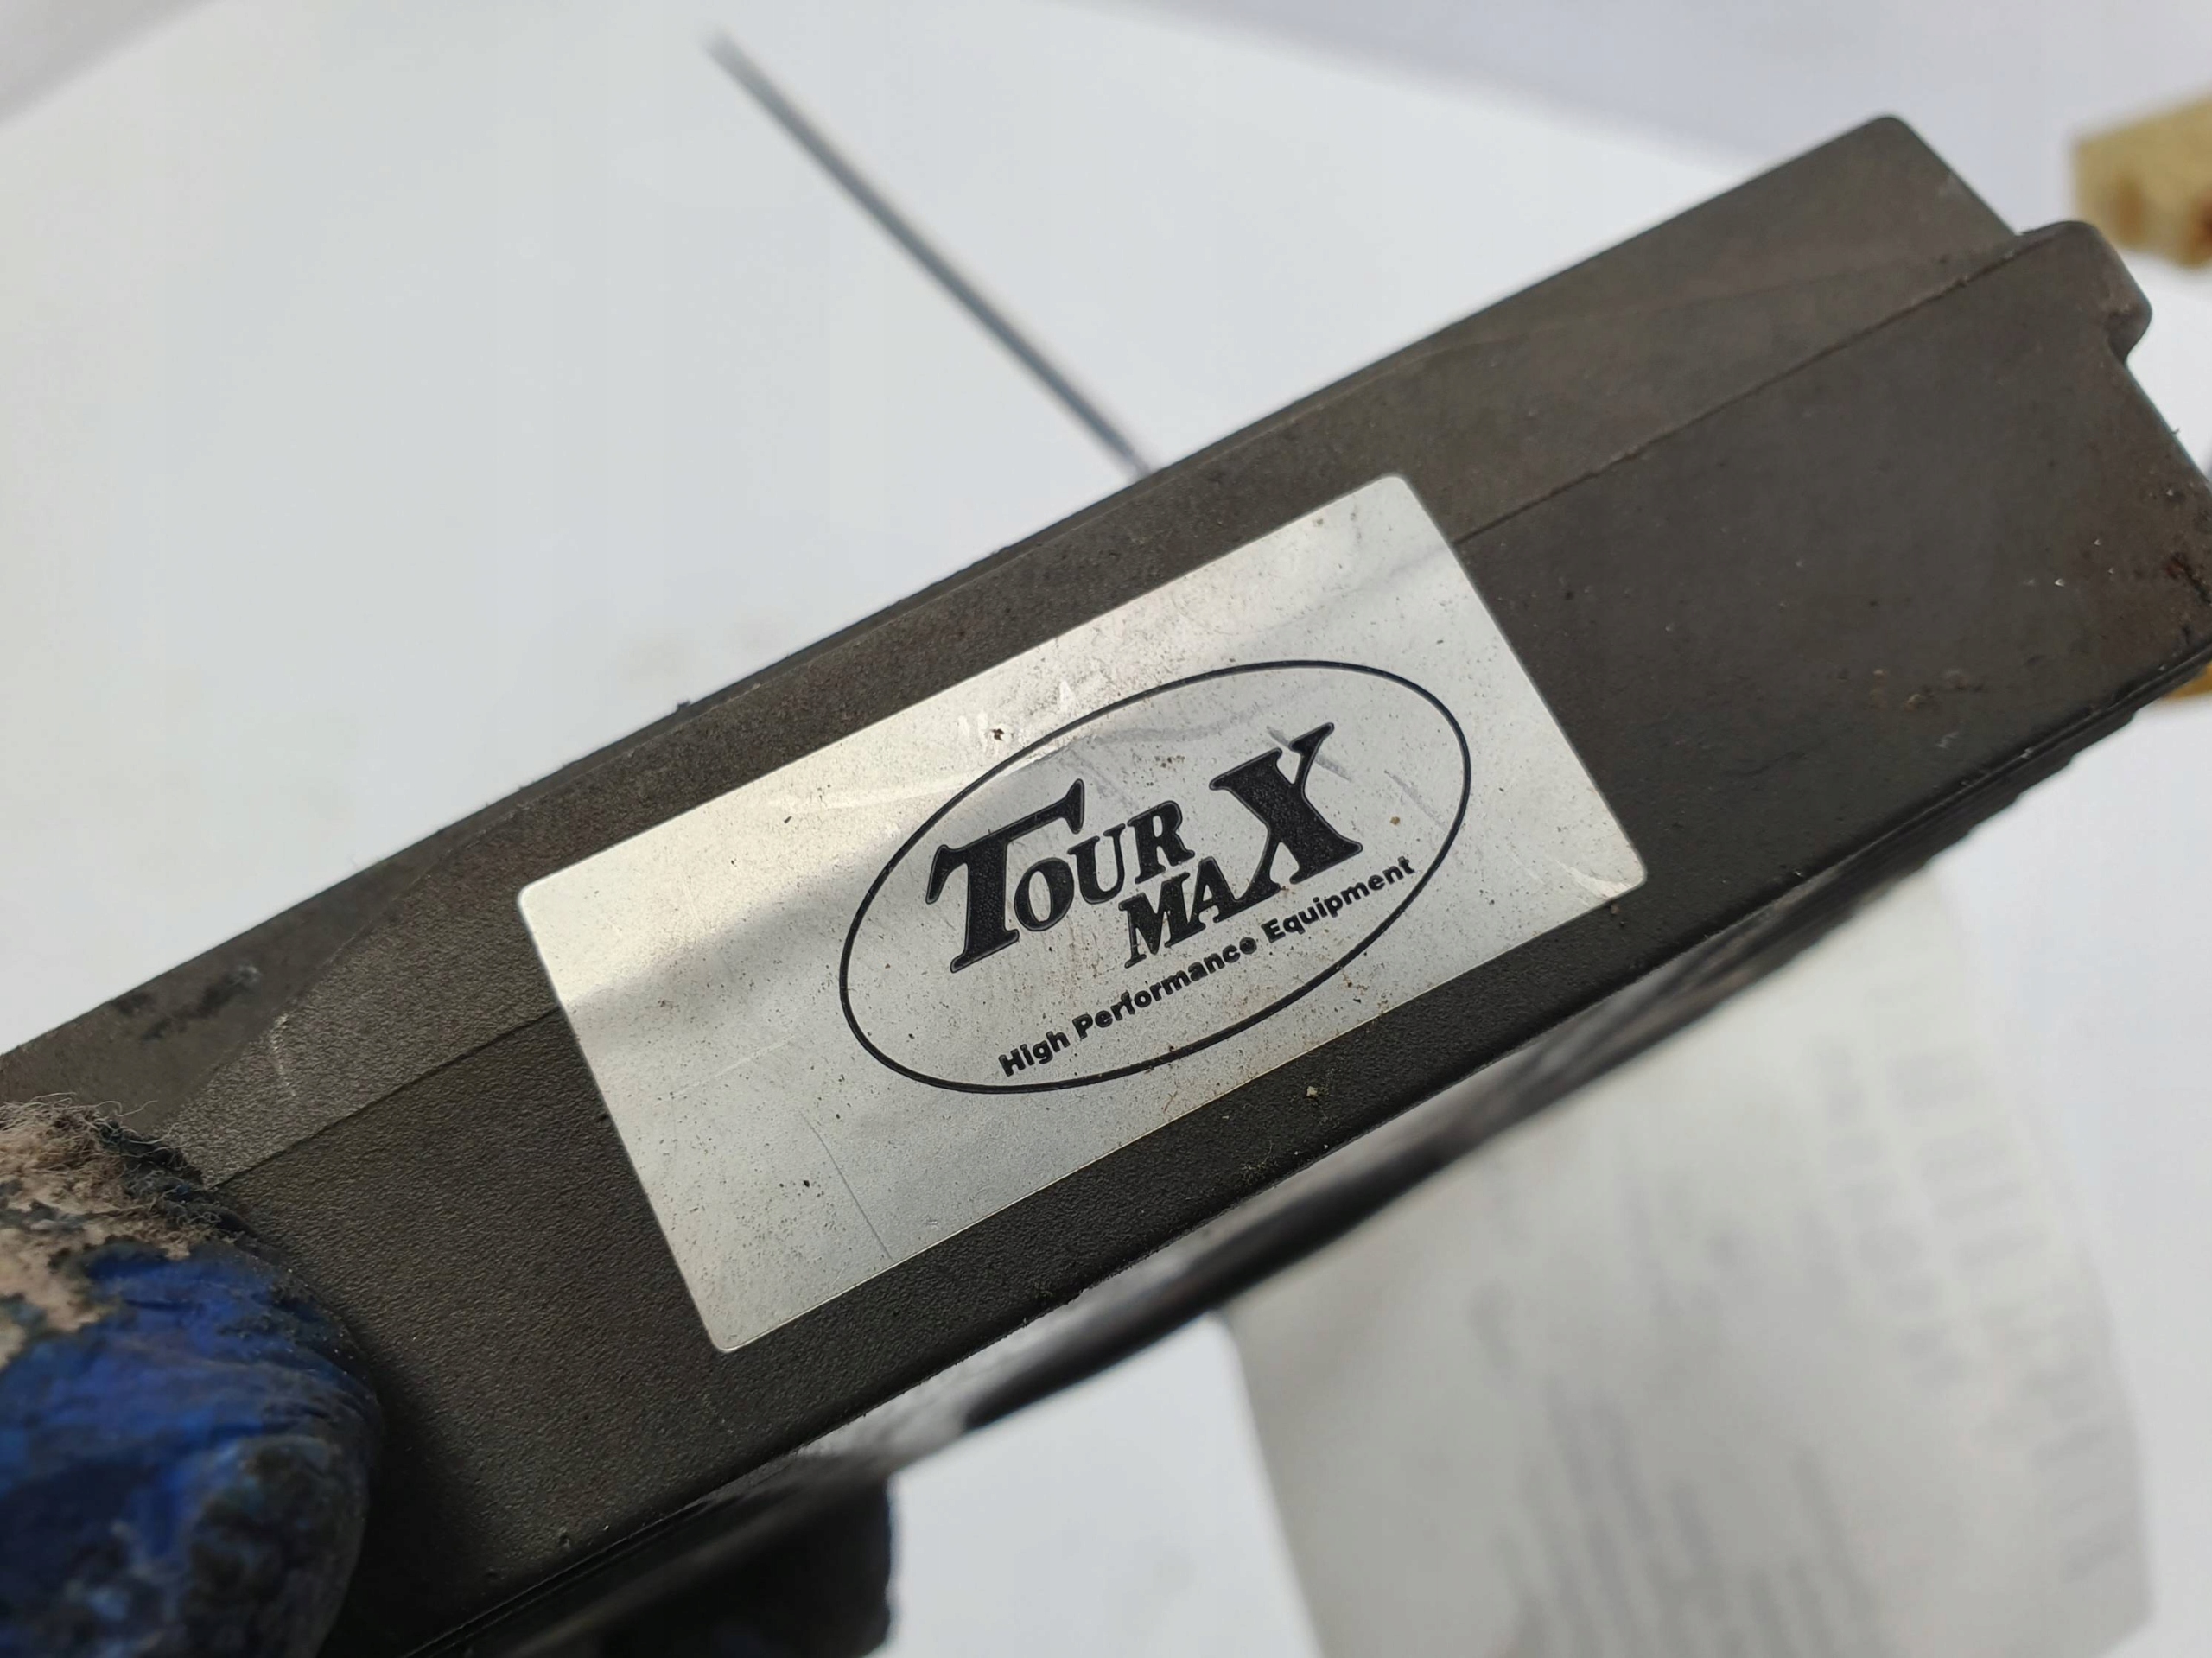 TOUR
MAX
High Performance Equipment